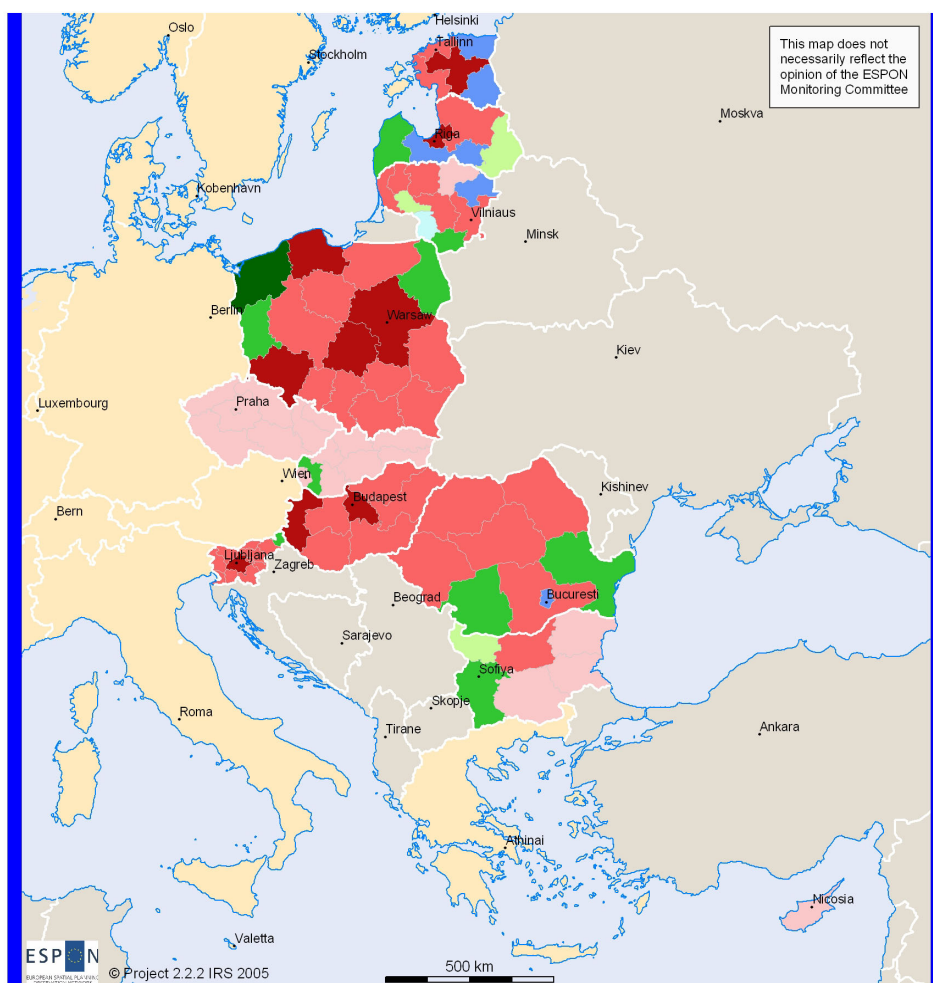 Helsinki
Oslo
Tallinn
Stockholm
This map does not
necessarily reflect the
opinion of the ESPON
Monitoring Committee
Moskva
Riga
Kobenhavn
Vilniaus
Minsk
Berlin
Warsaw
Kiev
Luxembourg
Praha
Wien
Kishinev
Budapest
Bern
Ljubljana
Zagreb
Beograd
Bucuresti
Sarajevo
Sofiya
Skopje
Roma
Tirane
Ankara
Athinai
Nicosia
Valetta
ESPON
EUROPEAN SPATIAL PLANNING
OBSERVATION NETWORK
© Project 2.2.2 IRS 2005
500 km